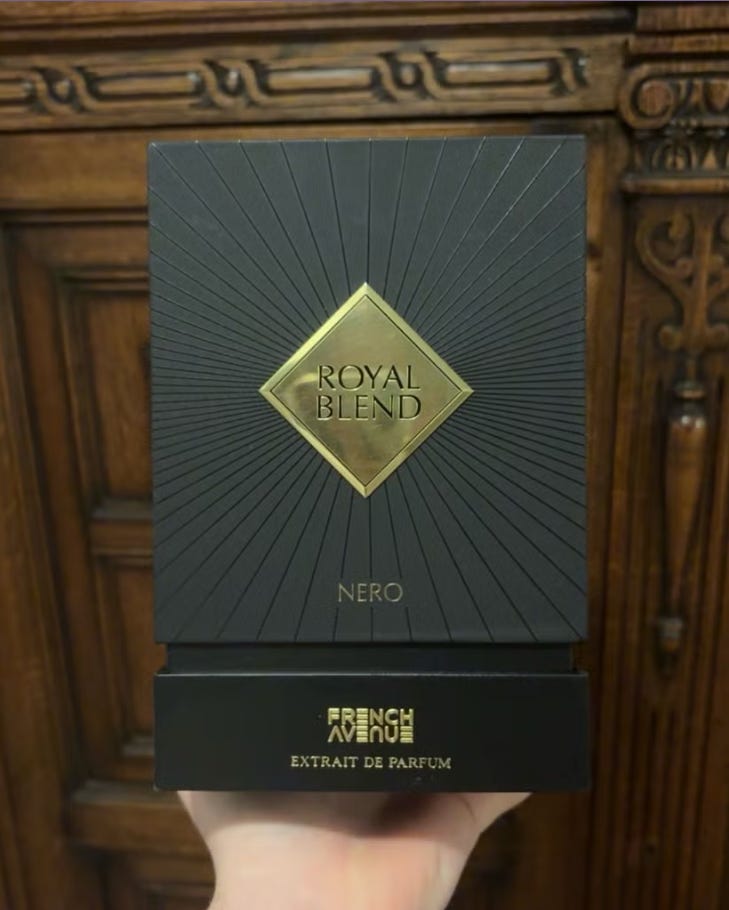 ROYAL
BLEND
NERO
FRENCH
AVENUE
EXTRAIT DE PARFUM